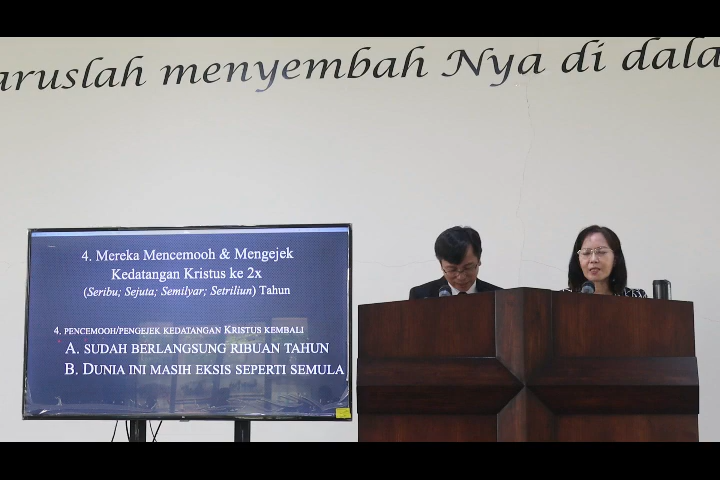 aruslah menyembah Nya di dala
4. Mereka Mencemooh & Mengejek
Kedatangan Kristus ke 2x
(Seribu; Sejuta; Semilyar; Setriliun) Tahun
4. PENCEMOOH/PENGEJEK KEDATANGAN KRISTUS KEMBALI
A. SUDAH BERLANGSUNG RIBUAN TAHUN
B. DUNIA INI MASIH EKSIS SEPERTI SEMULA